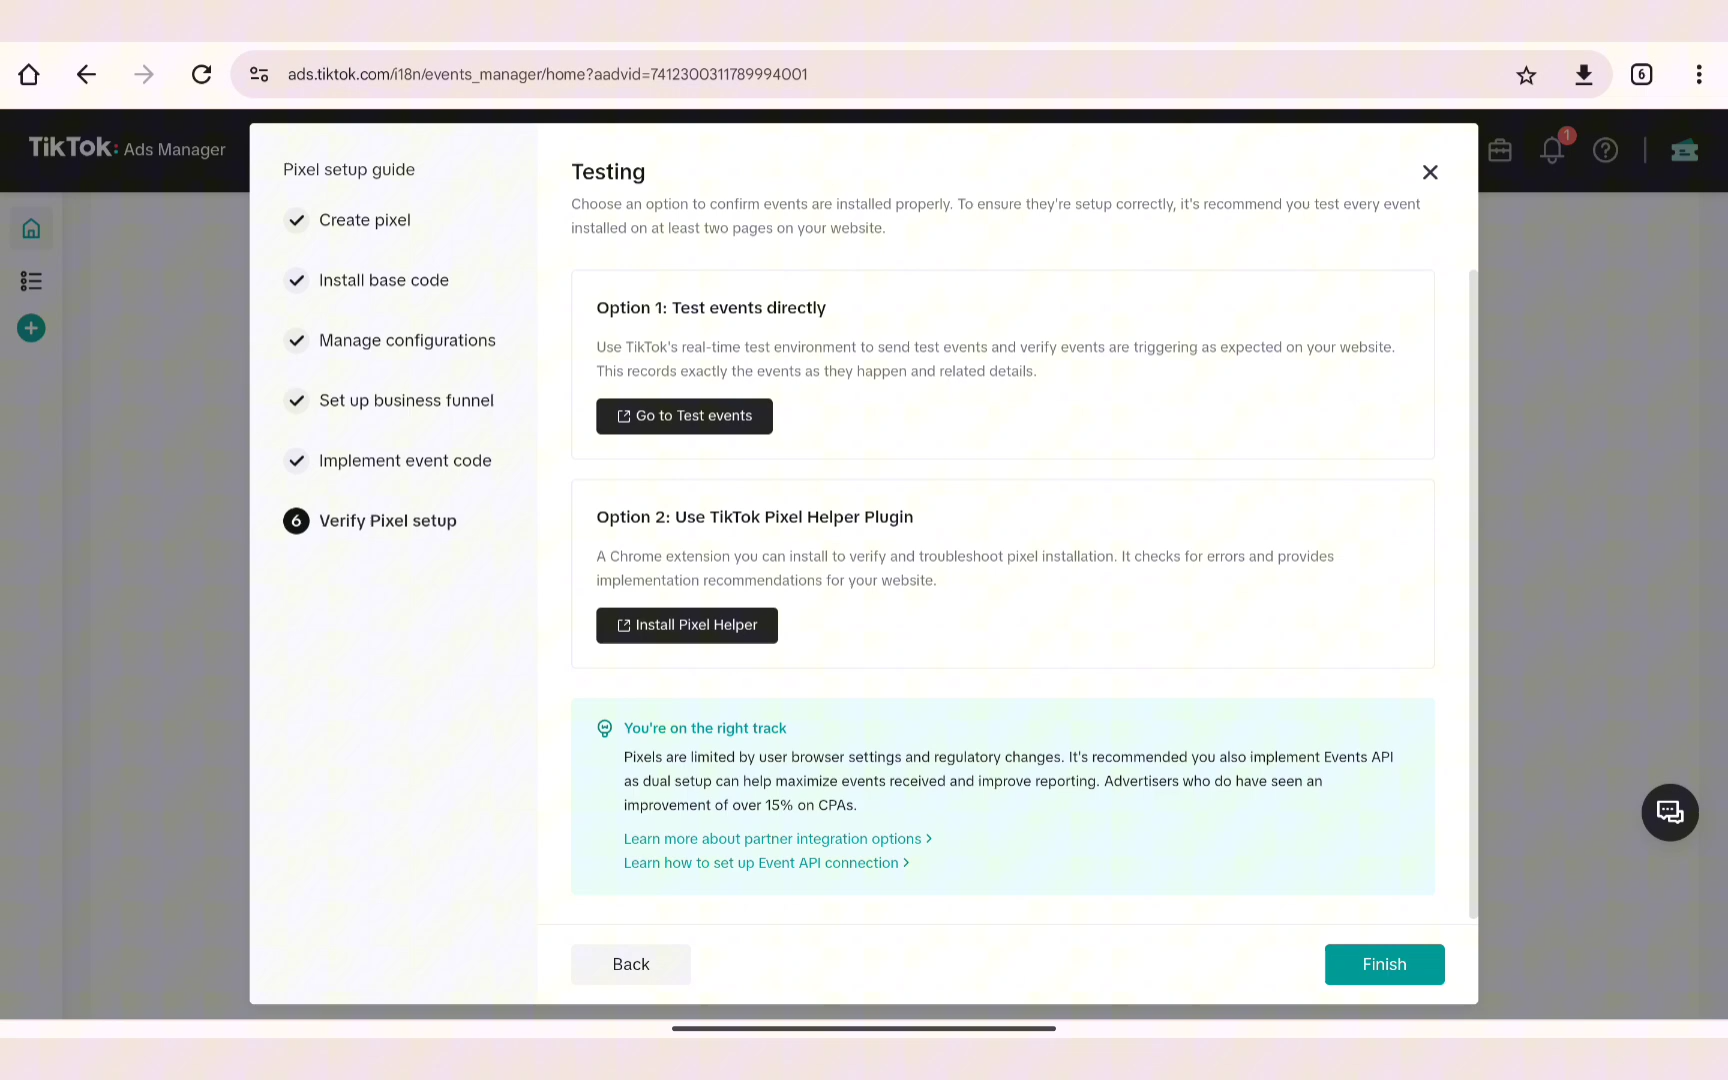 ads.tiktok.com/i18n/events_manager/home?aadvid=7412300311789994001
6
TikTok: Ads Manager
1
Pixel setup guide
Create pixel
Install base code
Manage configurations
Set up business funnel
Implement event code
6 Verify Pixel setup
Testing
Choose an option to confirm events are installed properly. To ensure they're setup correctly, it's recommend you test every event
installed on at least two pages on your website.
Option 1: Test events directly
Use TikTok's real-time test environment to send test events and verify events are triggering as expected on your website.
This records exactly the events as they happen and related details.
Go to Test events
Option 2: Use TikTok Pixel Helper Plugin
A Chrome extension you can install to verify and troubleshoot pixel installation. It checks for errors and provides
implementation recommendations for your website.
Install Pixel Helper
You're on the right track
Pixels are limited by user browser settings and regulatory changes. It's recommended you also implement Events API
as dual setup can help maximize events received and improve reporting. Advertisers who do have seen an
improvement of over 15% on CPAs.
Learn more about partner integration options >
Learn how to set up Event API connection >
Back
Finish